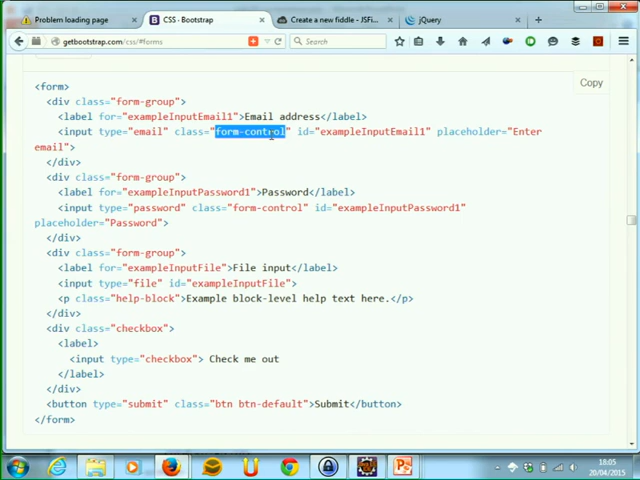 Problem loading page
CSS · Bootstrap
Create a new fiddle - JSFi...
jQuery
getbootstrap.com/css/#forms
Search
Copy
<form>
<div class="form-group">
<label for="exampleInputEmail1">Email address</label>
<input type="email" class="form-control" id="exampleInputEmail1" placeholder="Enter
email">
</div>
<div class="form-group">
<label for="exampleInputPassword1">Password</label>
<input type="password" class="form-control" id="exampleInputPassword1"
placeholder="Password">
</div>
<div class="form-group">
<label for="exampleInputFile">File input</label>
<input type="file" id="exampleInputFile">
<p class="help-block">Example block-level help text here.</p>
</div>
<div class="checkbox">
<label>
<input type="checkbox"> Check me out
</label>
</div>
<button type="submit" class="btn btn-default">Submit</button>
</form>
18:05
20/04/2015